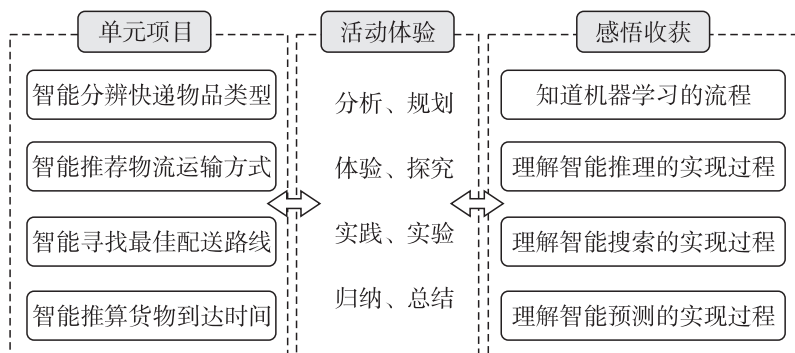 单元项目
智能分辨快递物品类型
智能推荐物流运输方式
智能寻找最佳配送路线
智能推算货物到达时间
活动体验
分析、规划
体验、探究
实践、实验
归纳、总结
感悟收获
知道机器学习的流程
理解智能推理的实现过程
理解智能搜索的实现过程
理解智能预测的实现过程